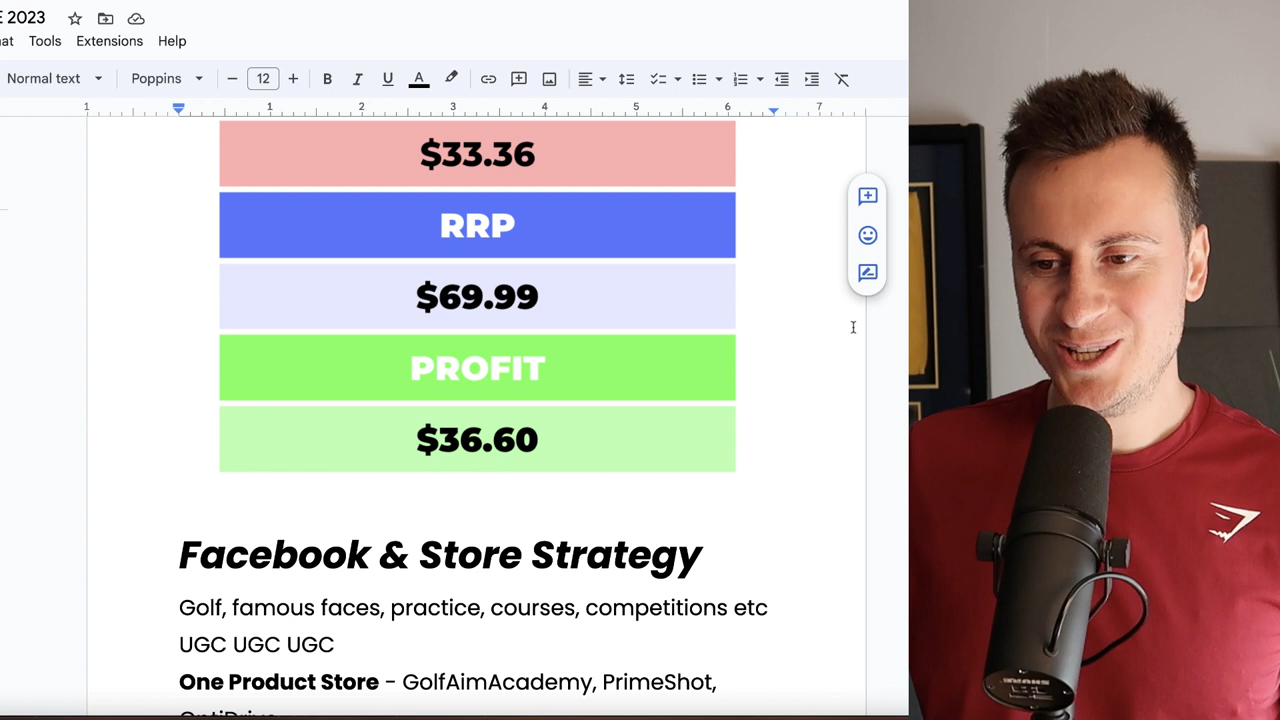 E 2023
at Tools Extensions Help
Normal text Poppins 12 B I U A
1 1 2 3 4 5 6 7
$33.36
RRP
$69.99
PROFIT
$36.60
Facebook & Store Strategy
Golf, famous faces, practice, courses, competitions etc
UGC UGC UGC
One Product Store - GolfAimAcademy, PrimeShot,
OptiDrive